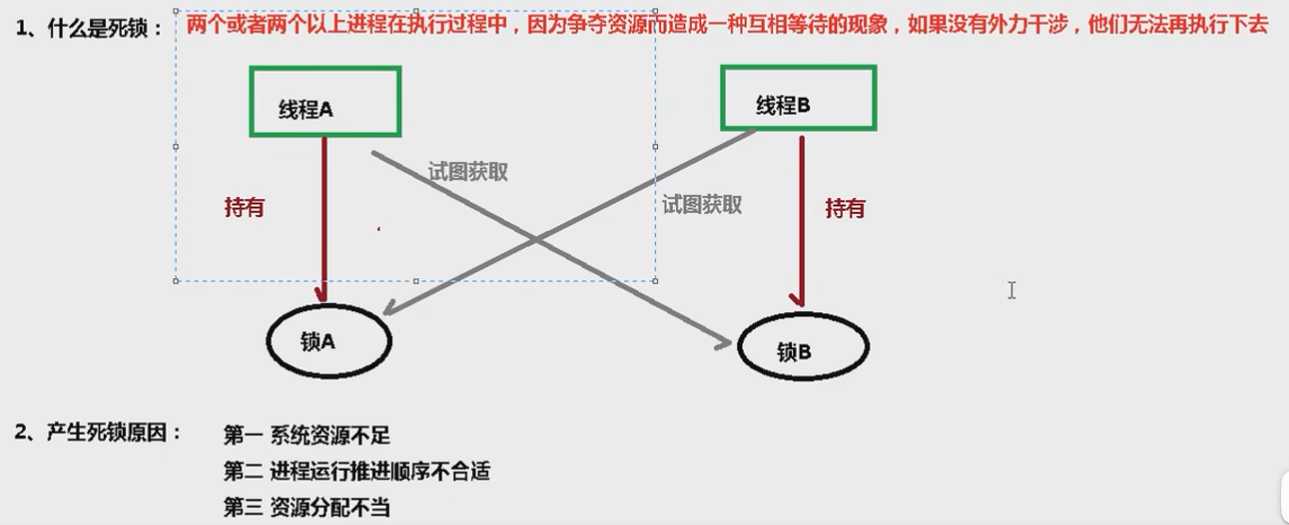 1、什么是死锁： 两个或者两个以上进程在执行过程中，因为争夺资源而造成一种互相等待的现象，如果没有外力干涉，他们无法再执行下去
线程A
线程B
试图获取
试图获取
持有
持有
锁A
锁B
2、产生死锁原因： 第一 系统资源不足
第二 进程运行推进顺序不合适
第三 资源分配不当